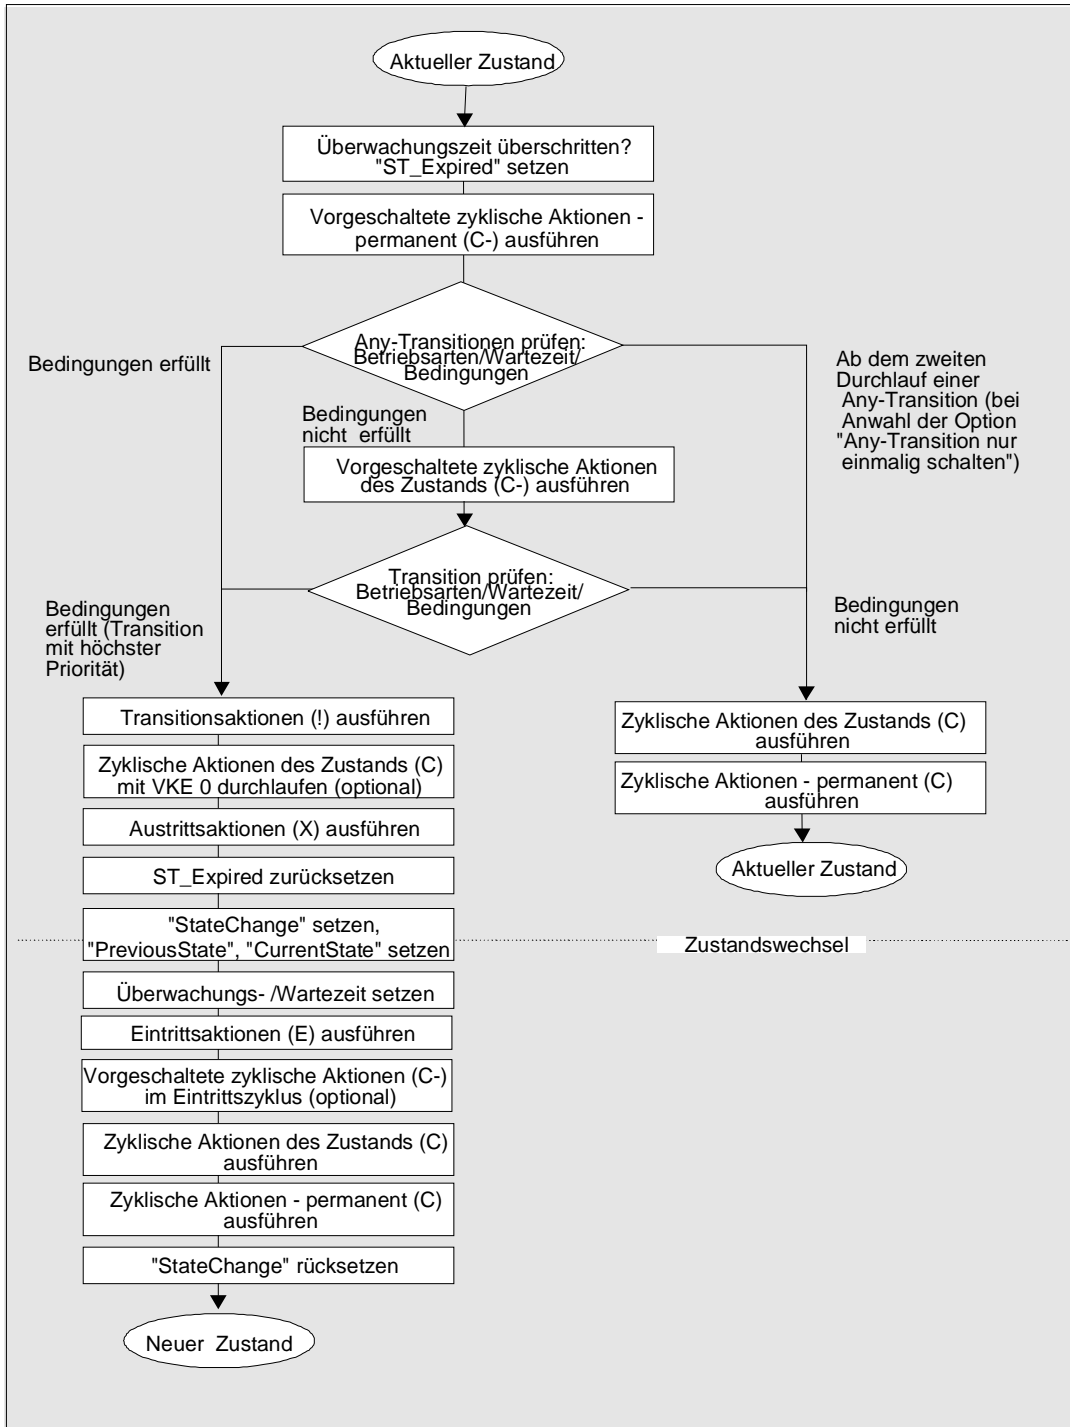 Aktueller Zustand
Überwachungszeit überschritten?
"ST_Expired" setzen
Vorgeschaltete zyklische Aktionen -
permanent (C-) ausführen
Any-Transitionen prüfen:
Betriebsarten/Wartezeit/
Bedingungen
Bedingungen erfüllt
Ab dem zweiten
Durchlauf einer
Any-Transition (bei
Anwahl der Option
"Any-Transition nur
einmalig schalten")
Bedingungen
nicht erfüllt
Vorgeschaltete zyklische Aktionen
des Zustands (C-) ausführen
Transition prüfen:
Betriebsarten/Wartezeit/
Bedingungen
Bedingungen
erfüllt (Transition
mit höchster
Priorität)
Bedingungen
nicht erfüllt
Transitionsaktionen (!) ausführen
Zyklische Aktionen des Zustands (C)
mit VKE 0 durchlaufen (optional)
Austrittsaktionen (X) ausführen
ST_Expired zurücksetzen
"StateChange" setzen,
"PreviousState", "CurrentState" setzen
Zyklische Aktionen des Zustands (C)
ausführen
Zyklische Aktionen - permanent (C)
ausführen
Aktueller Zustand
Zustandswechsel
Überwachungs- /Wartezeit setzen
Eintrittsaktionen (E) ausführen
Vorgeschaltete zyklische Aktionen (C-)
im Eintrittszyklus (optional)
Zyklische Aktionen des Zustands (C)
ausführen
Zyklische Aktionen - permanent (C)
ausführen
"StateChange" rücksetzen
Neuer Zustand